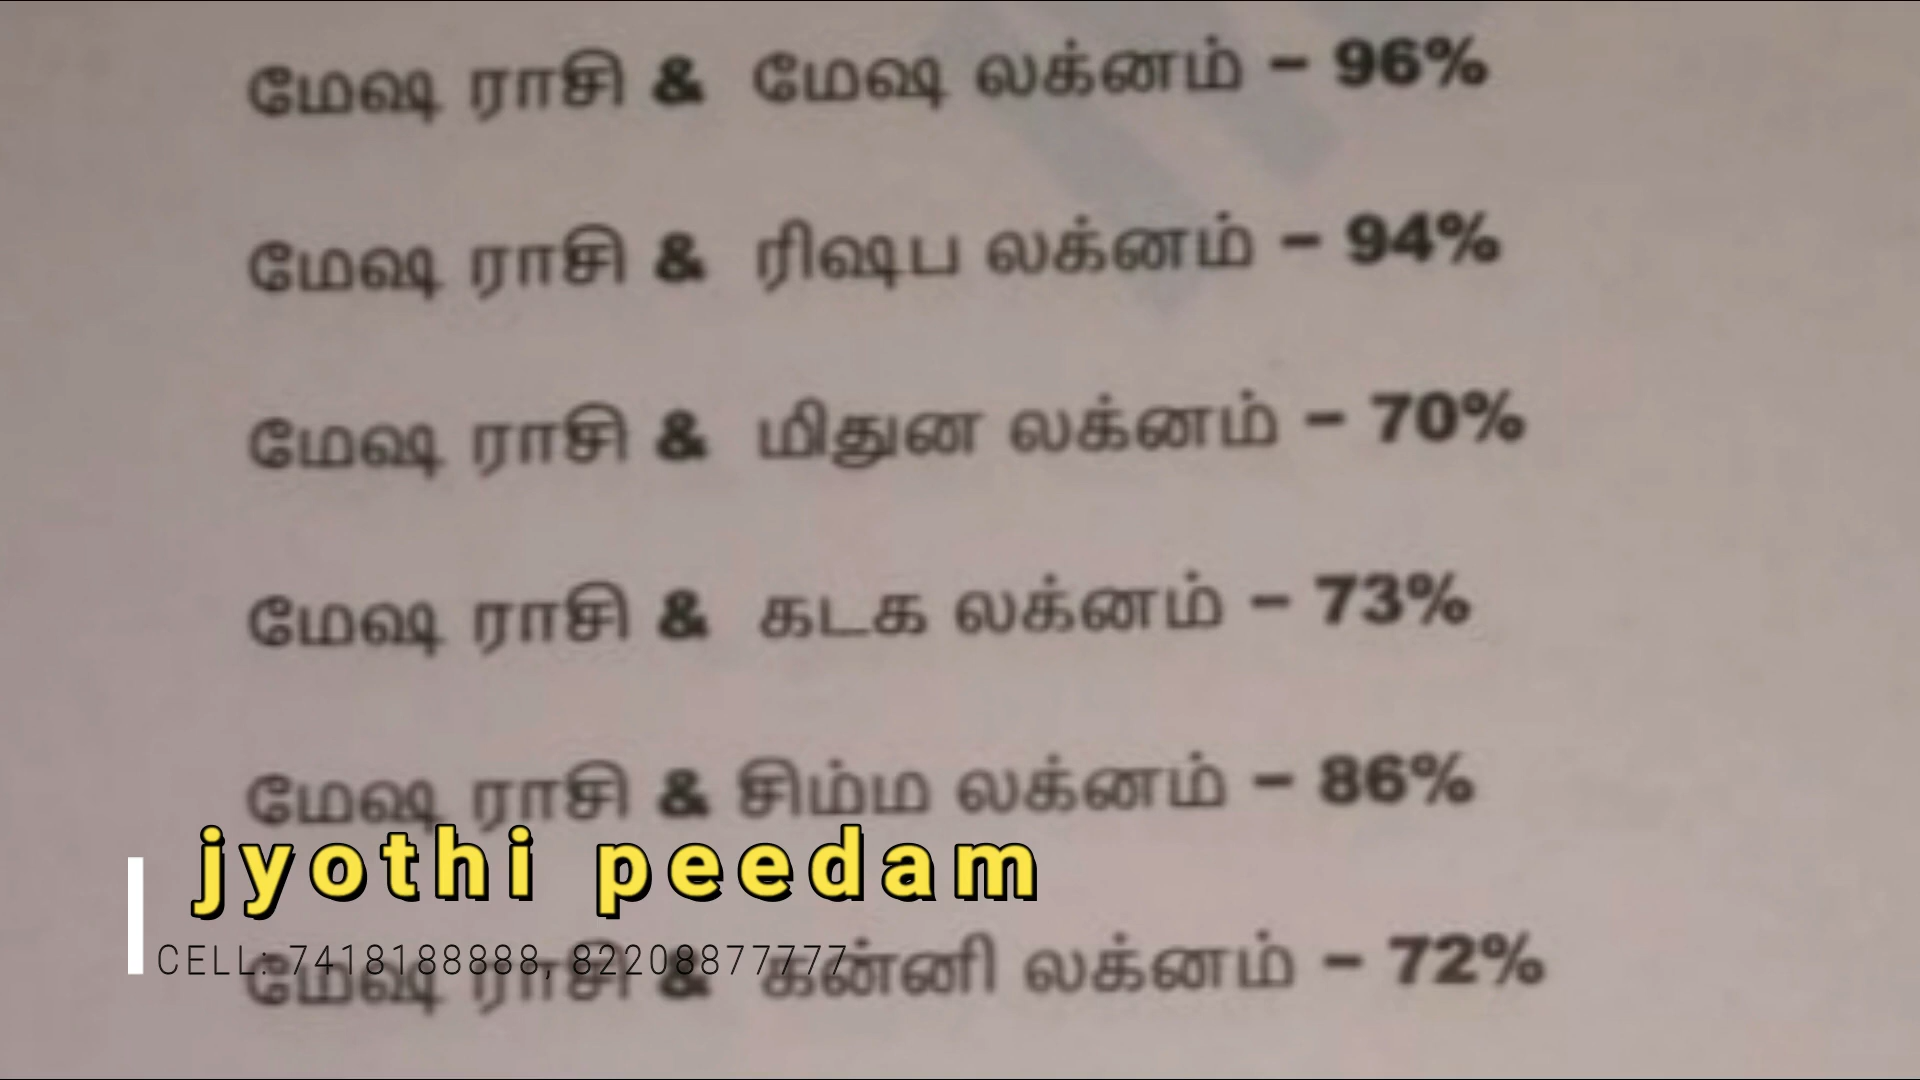 மேஷ ராசி & மேஷ லக்னம் – 96%
மேஷ ராசி & ரிஷப லக்னம் – 94%
மேஷ ராசி & மிதுன லக்னம் – 70%
மேஷ ராசி & கடக லக்னம் – 73%
மேஷ ராசி & சிம்ம லக்னம் – 86%
jyothi peedam
CELL: 7418188888, 82208877777
மேஷ ராசி & கன்னி லக்னம் – 72%